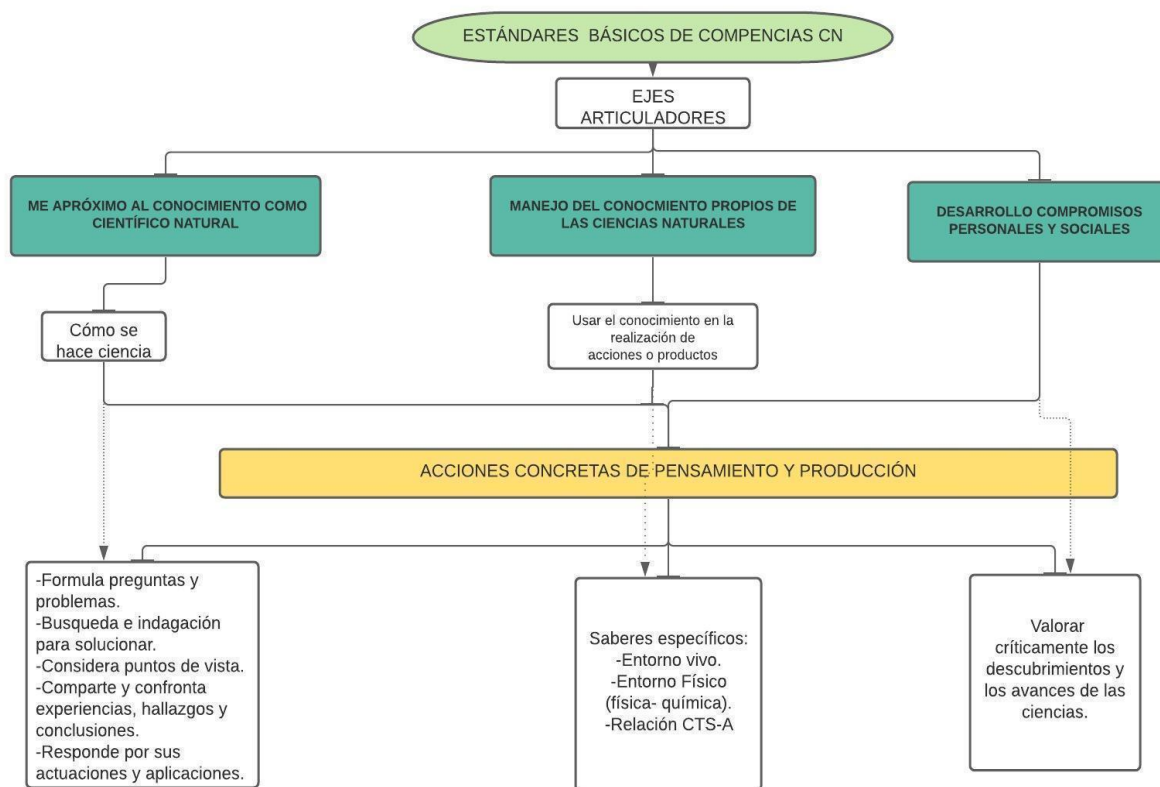 ESTÁNDARES BÁSICOS DE COMPENCIAS CN
EJES
ARTICULADORES
ME APRÓXIMO AL CONOCIMIENTO COMO
CIENTÍFICO NATURAL
MANEJO DEL CONOCMIENTO PROPIOS DE
LAS CIENCIAS NATURALES
DESARROLLO COMPROMISOS
PERSONALES Y SOCIALES
Cómo se
hace ciencia
Usar el conocimiento en la
realización de
acciones o productos
ACCIONES CONCRETAS DE PENSAMIENTO Y PRODUCCIÓN
-Formula preguntas y
problemas.
-Busqueda e indagación
para solucionar.
-Considera puntos de vista.
-Comparte y confronta
experiencias, hallazgos y
conclusiones.
-Responde por sus
actuaciones y aplicaciones.
Saberes específicos:
-Entorno vivo.
-Entorno Físico
(física- química).
-Relación CTS-A
Valorar
críticamente los
descubrimientos y
los avances de las
ciencias.